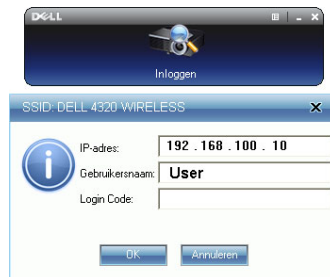 DELL
Inloggen
SSID: DELL 4320 WIRELESS
IP-adres: 192 . 168 . 100 . 10
Gebruikersnaam: User
Login Code:
OK Annuleren